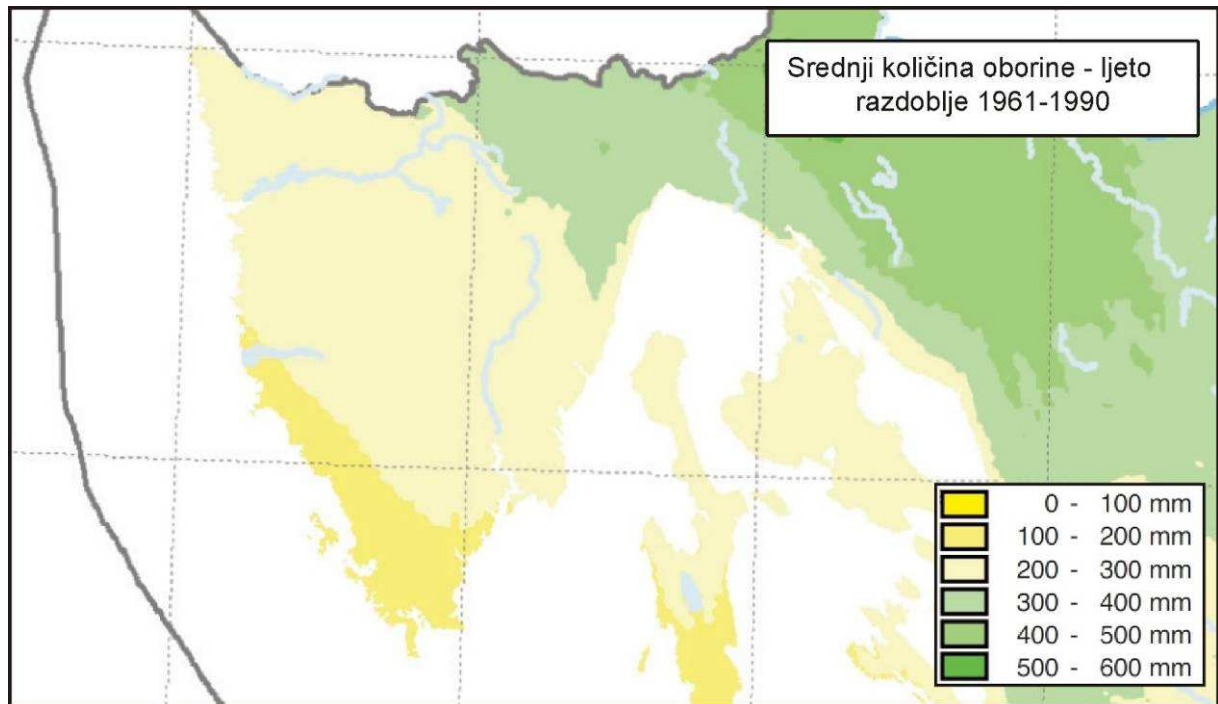 Srednji količina oborine - ljeto
razdoblje 1961-1990
0 - 100 mm
100 - 200 mm
200 - 300 mm
300 - 400 mm
400 - 500 mm
500 - 600 mm